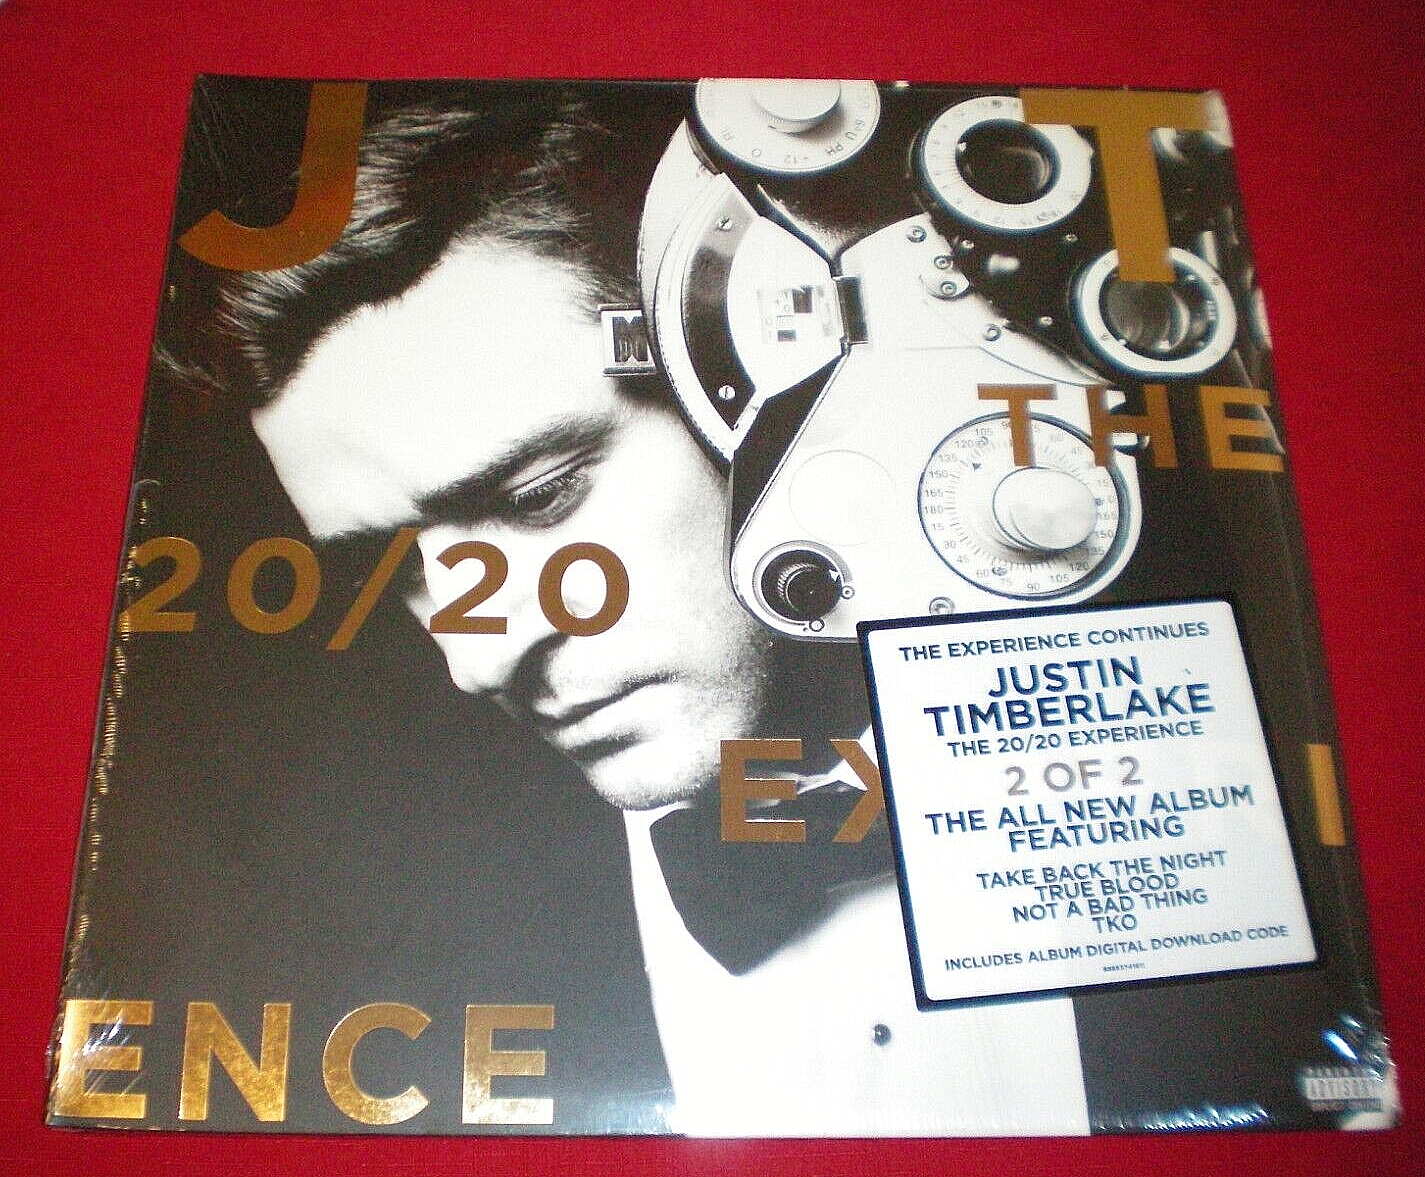 J T
THE
20/20
EX I
ENCE
THE EXPERIENCE CONTINUES
JUSTIN
TIMBERLAKE
THE 20/20 EXPERIENCE
2 OF 2
THE ALL NEW ALBUM
FEATURING
TAKE BACK THE NIGHT
TRUE BLOOD
NOT A BAD THING
TKO
INCLUDES ALBUM DIGITAL DOWNLOAD CODE
ADVISORY